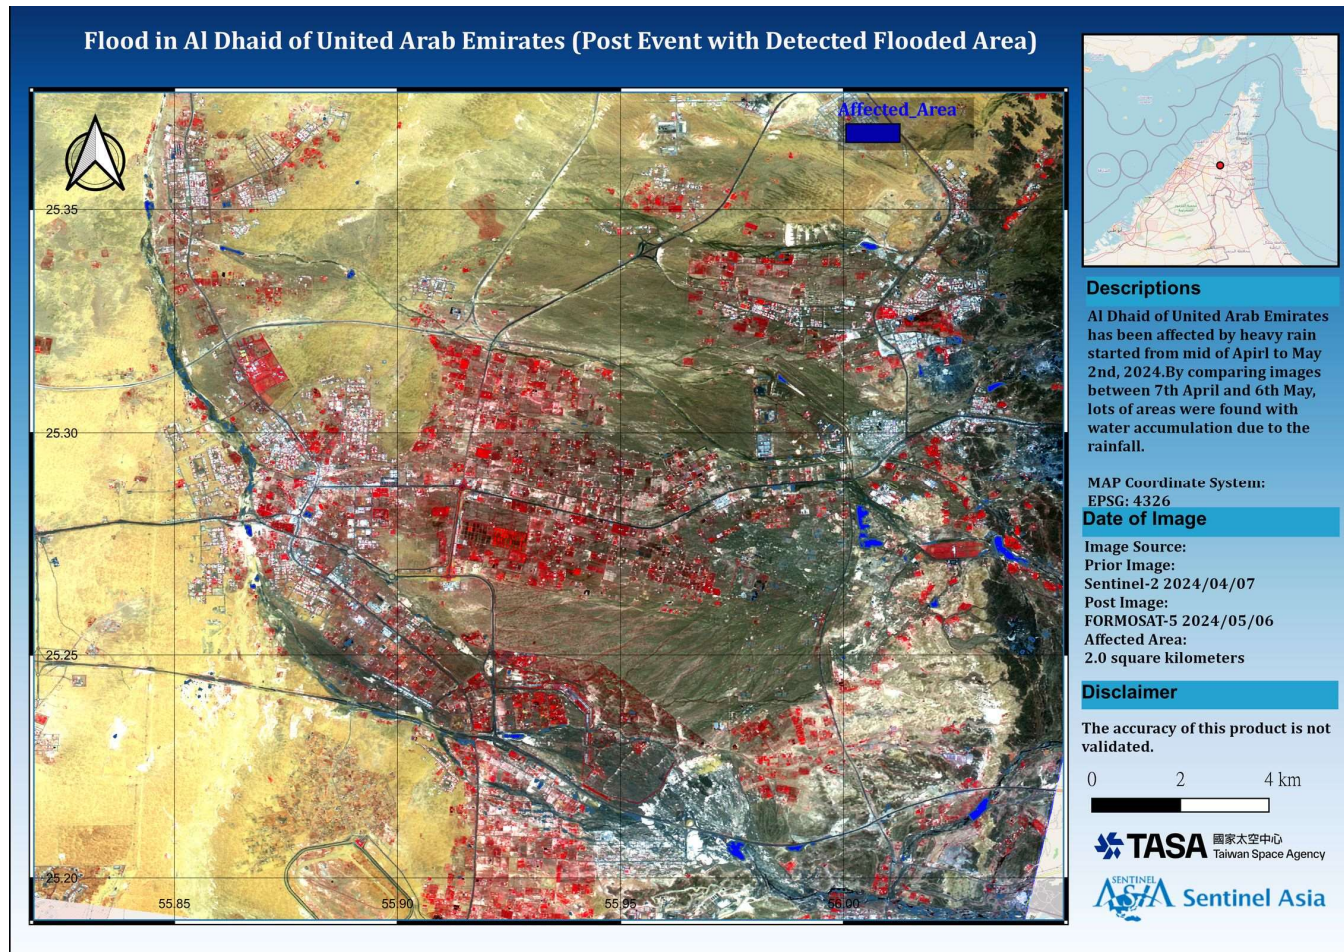 Flood in Al Dhaid of United Arab Emirates (Post Event with Detected Flooded Area)
Affected_Area
25.35
25.30
25.25
25.20
55.85
55.90
55.95
56.00
Descriptions
Al Dhaid of United Arab Emirates
has been affected by heavy rain
started from mid of Apirl to May
2nd, 2024.By comparing images
between 7th April and 6th May,
lots of areas were found with
water accumulation due to the
rainfall.
MAP Coordinate System:
EPSG: 4326
Date of Image
Image Source:
Prior Image:
Sentinel-2 2024/04/07
Post Image:
FORMOSAT-5 2024/05/06
Affected Area:
2.0 square kilometers
Disclaimer
The accuracy of this product is not
validated.
0 2 4 km
TASA 國家太空中心
Taiwan Space Agency
SENTINEL
ASIA Sentinel Asia